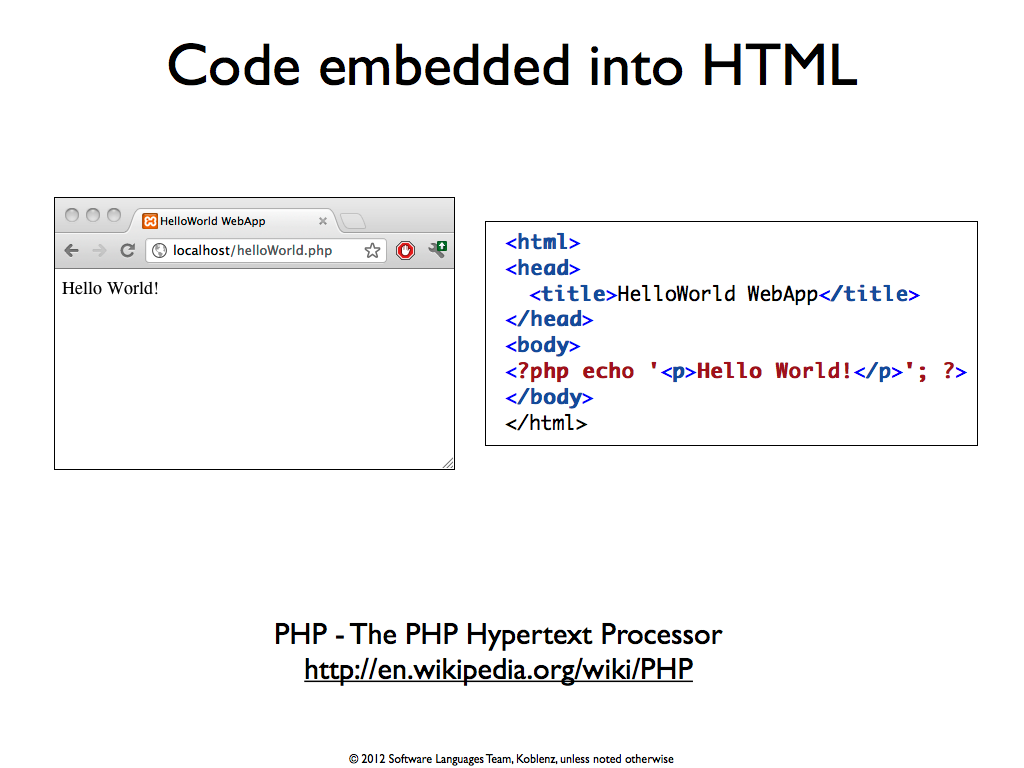 Code embedded into HTML
HelloWorld WebApp
localhost/helloWorld.php
Hello World!
<html>
<head>
<title>HelloWorld WebApp</title>
</head>
<body>
<?php echo '<p>Hello World!</p>'; ?>
</body>
</html>
PHP - The PHP Hypertext Processor
http://en.wikipedia.org/wiki/PHP
© 2012 Software Languages Team, Koblenz, unless noted otherwise